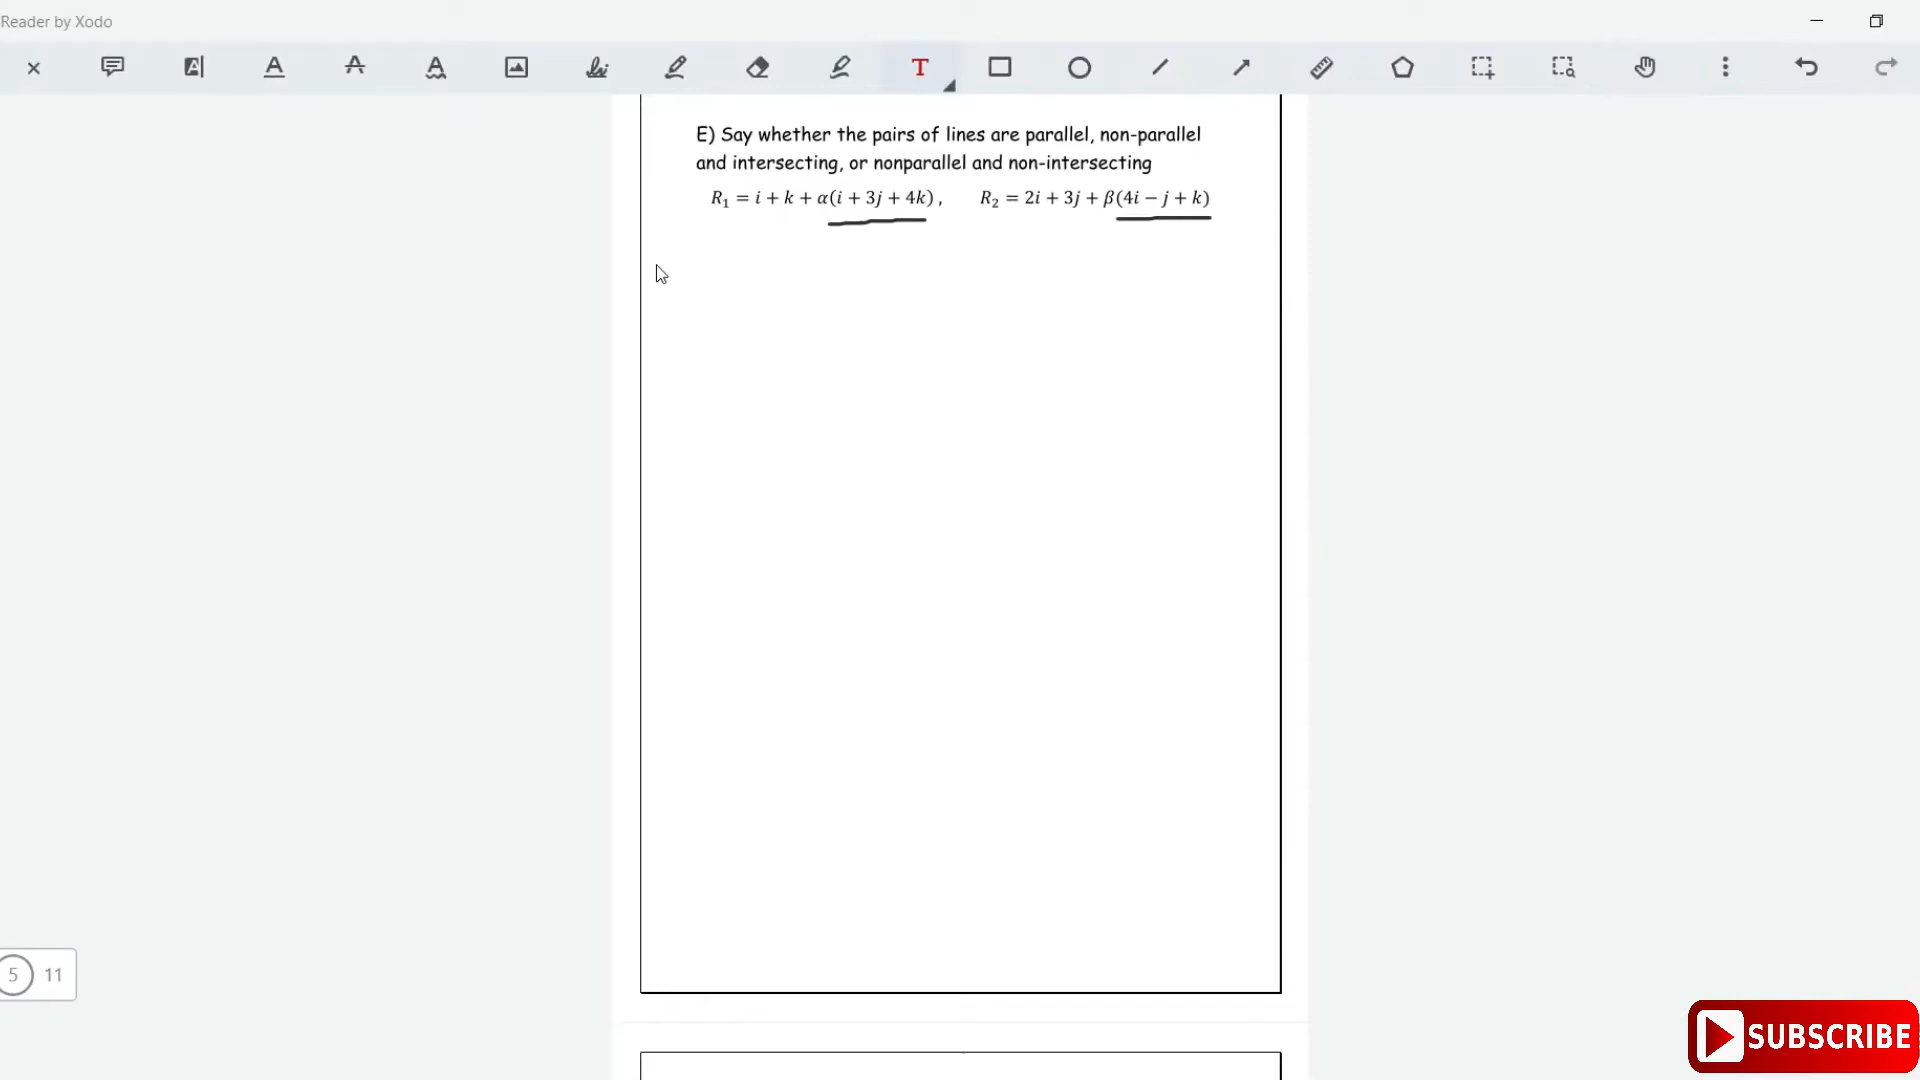 Reader by Xodo
E) Say whether the pairs of lines are parallel, non-parallel
and intersecting, or nonparallel and non-intersecting
R₁ = i + k + α(i + 3j + 4k) ,   R₂ = 2i + 3j + β(4i − j + k)
5 11
SUBSCRIBE